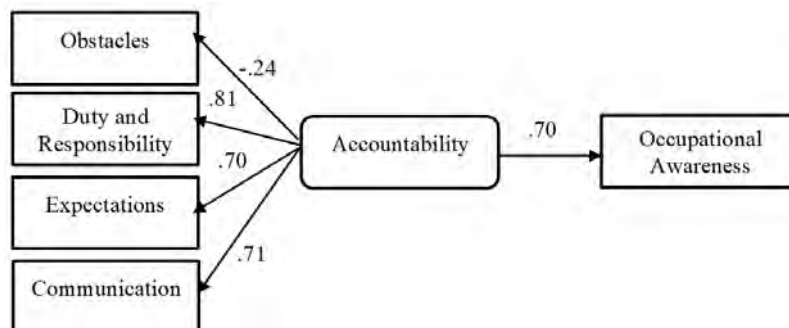 Obstacles
-.24
Duty and
Responsibility
.81
.70
Expectations
.71
Communication
Accountability
.70
Occupational
Awareness